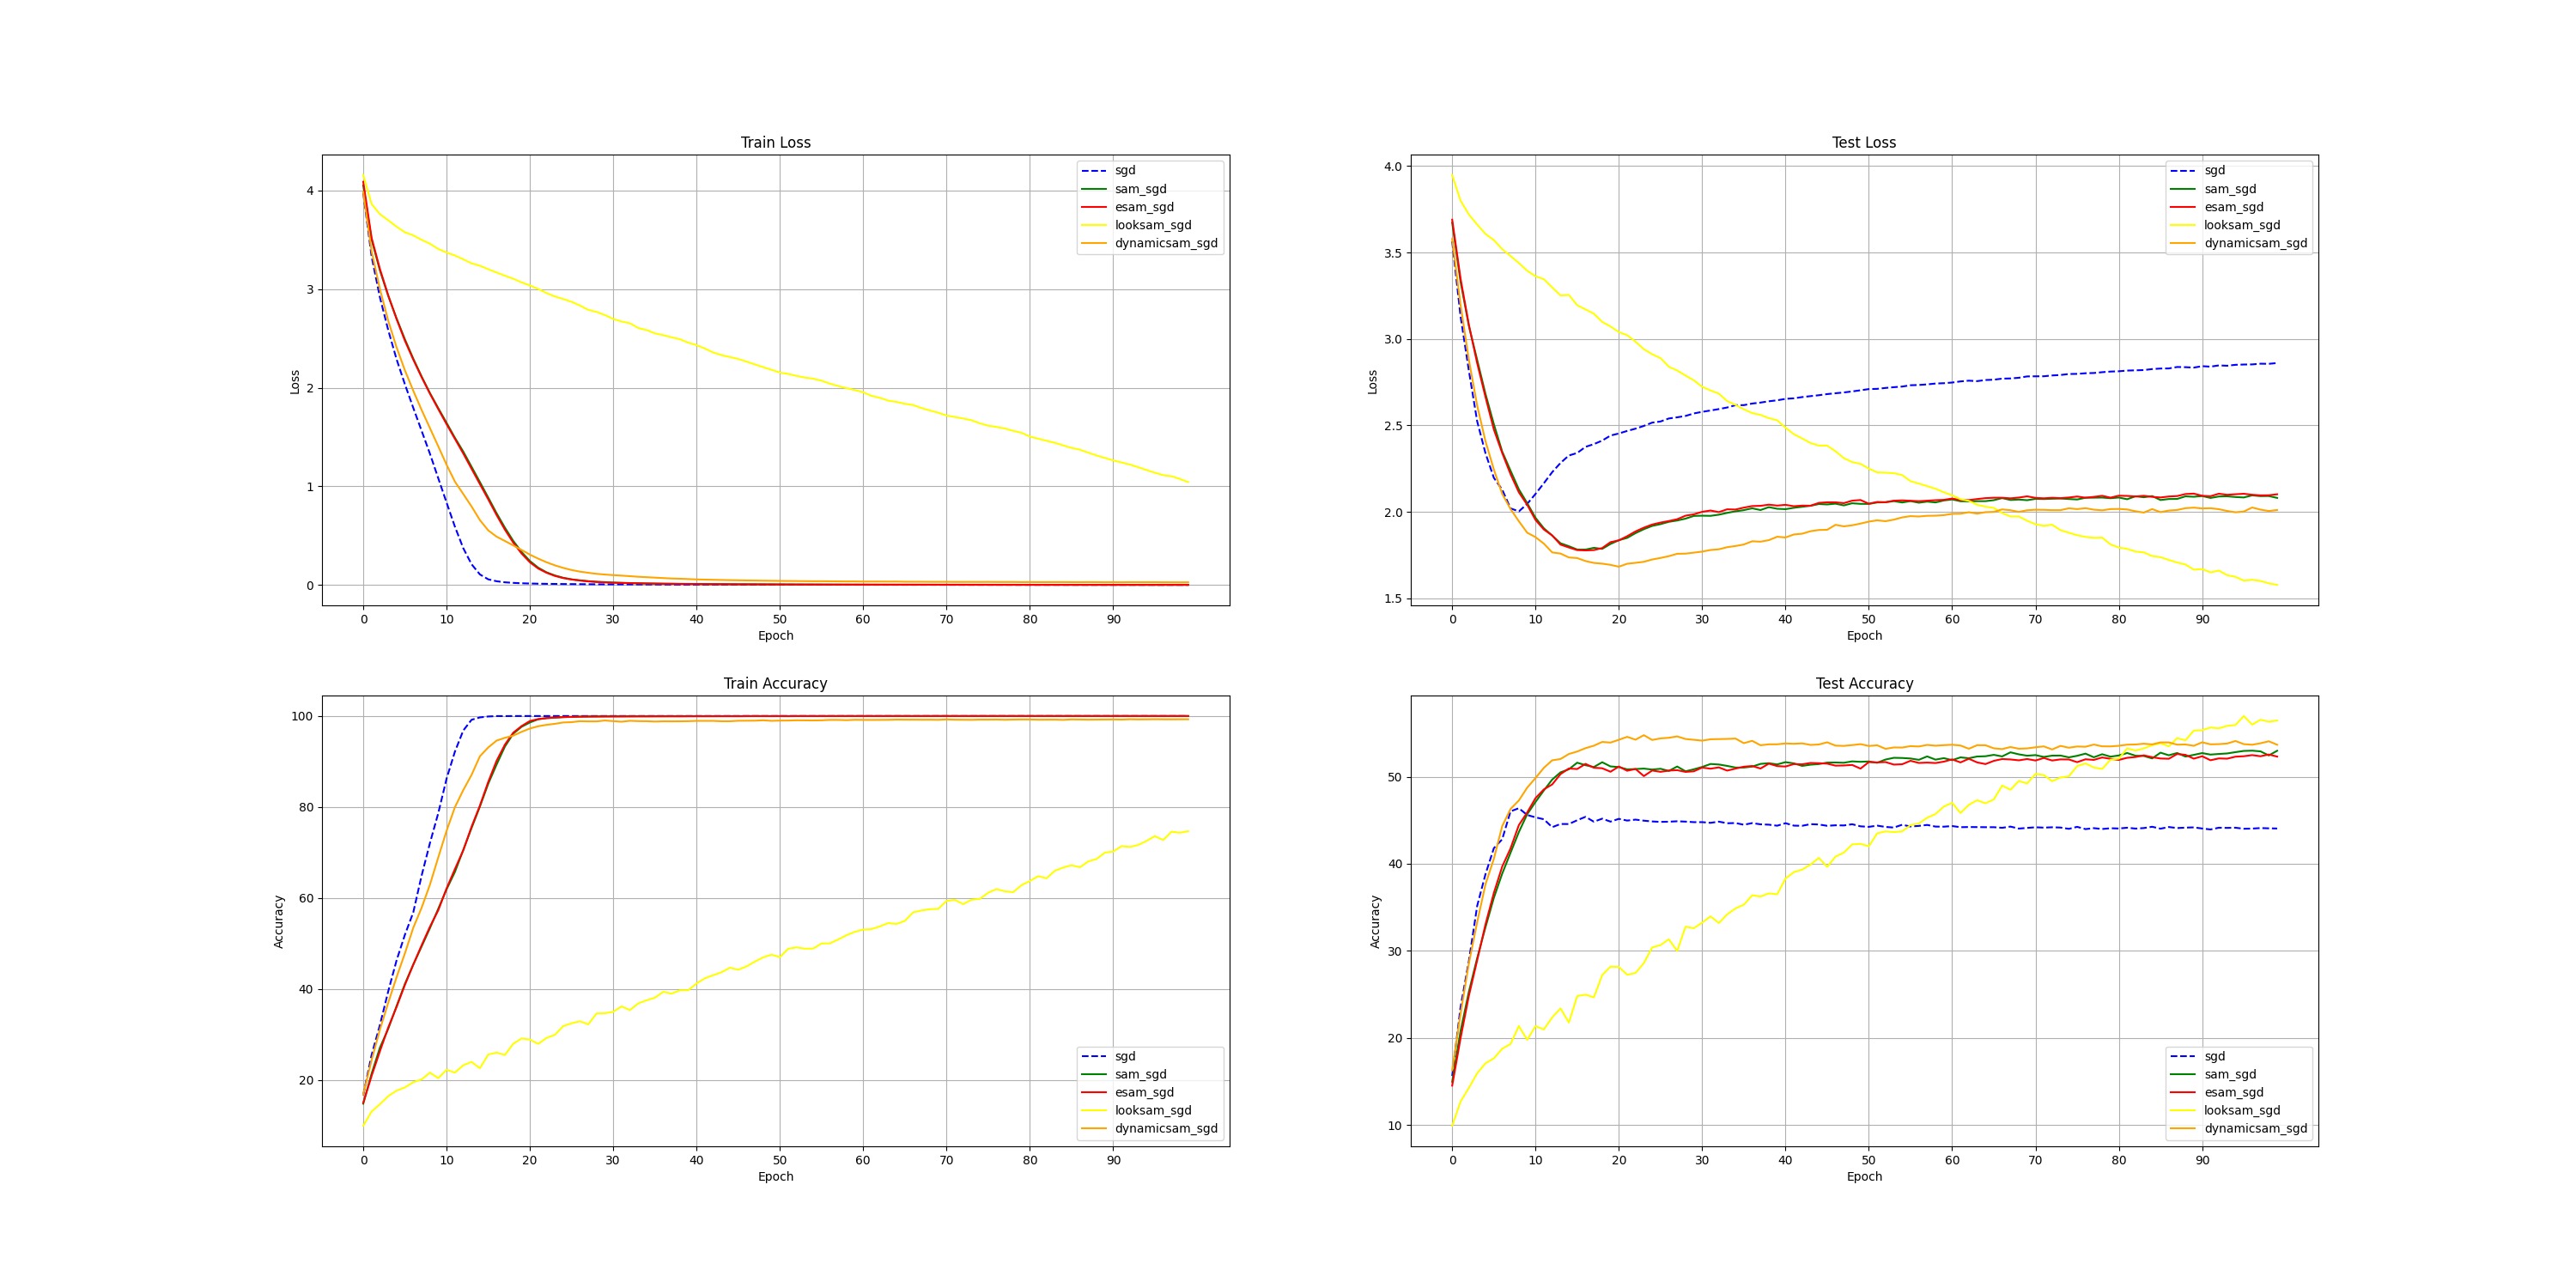 Train Loss
Loss
4
3
2
1
0
0 10 20 30 40 50 60 70 80 90
Epoch
sgd
sam_sgd
esam_sgd
looksam_sgd
dynamicsam_sgd
Test Loss
Loss
4.0
3.5
3.0
2.5
2.0
1.5
0 10 20 30 40 50 60 70 80 90
Epoch
sgd
sam_sgd
esam_sgd
looksam_sgd
dynamicsam_sgd
Train Accuracy
Accuracy
100
80
60
40
20
0 10 20 30 40 50 60 70 80 90
Epoch
sgd
sam_sgd
esam_sgd
looksam_sgd
dynamicsam_sgd
Test Accuracy
Accuracy
50
40
30
20
10
0 10 20 30 40 50 60 70 80 90
Epoch
sgd
sam_sgd
esam_sgd
looksam_sgd
dynamicsam_sgd